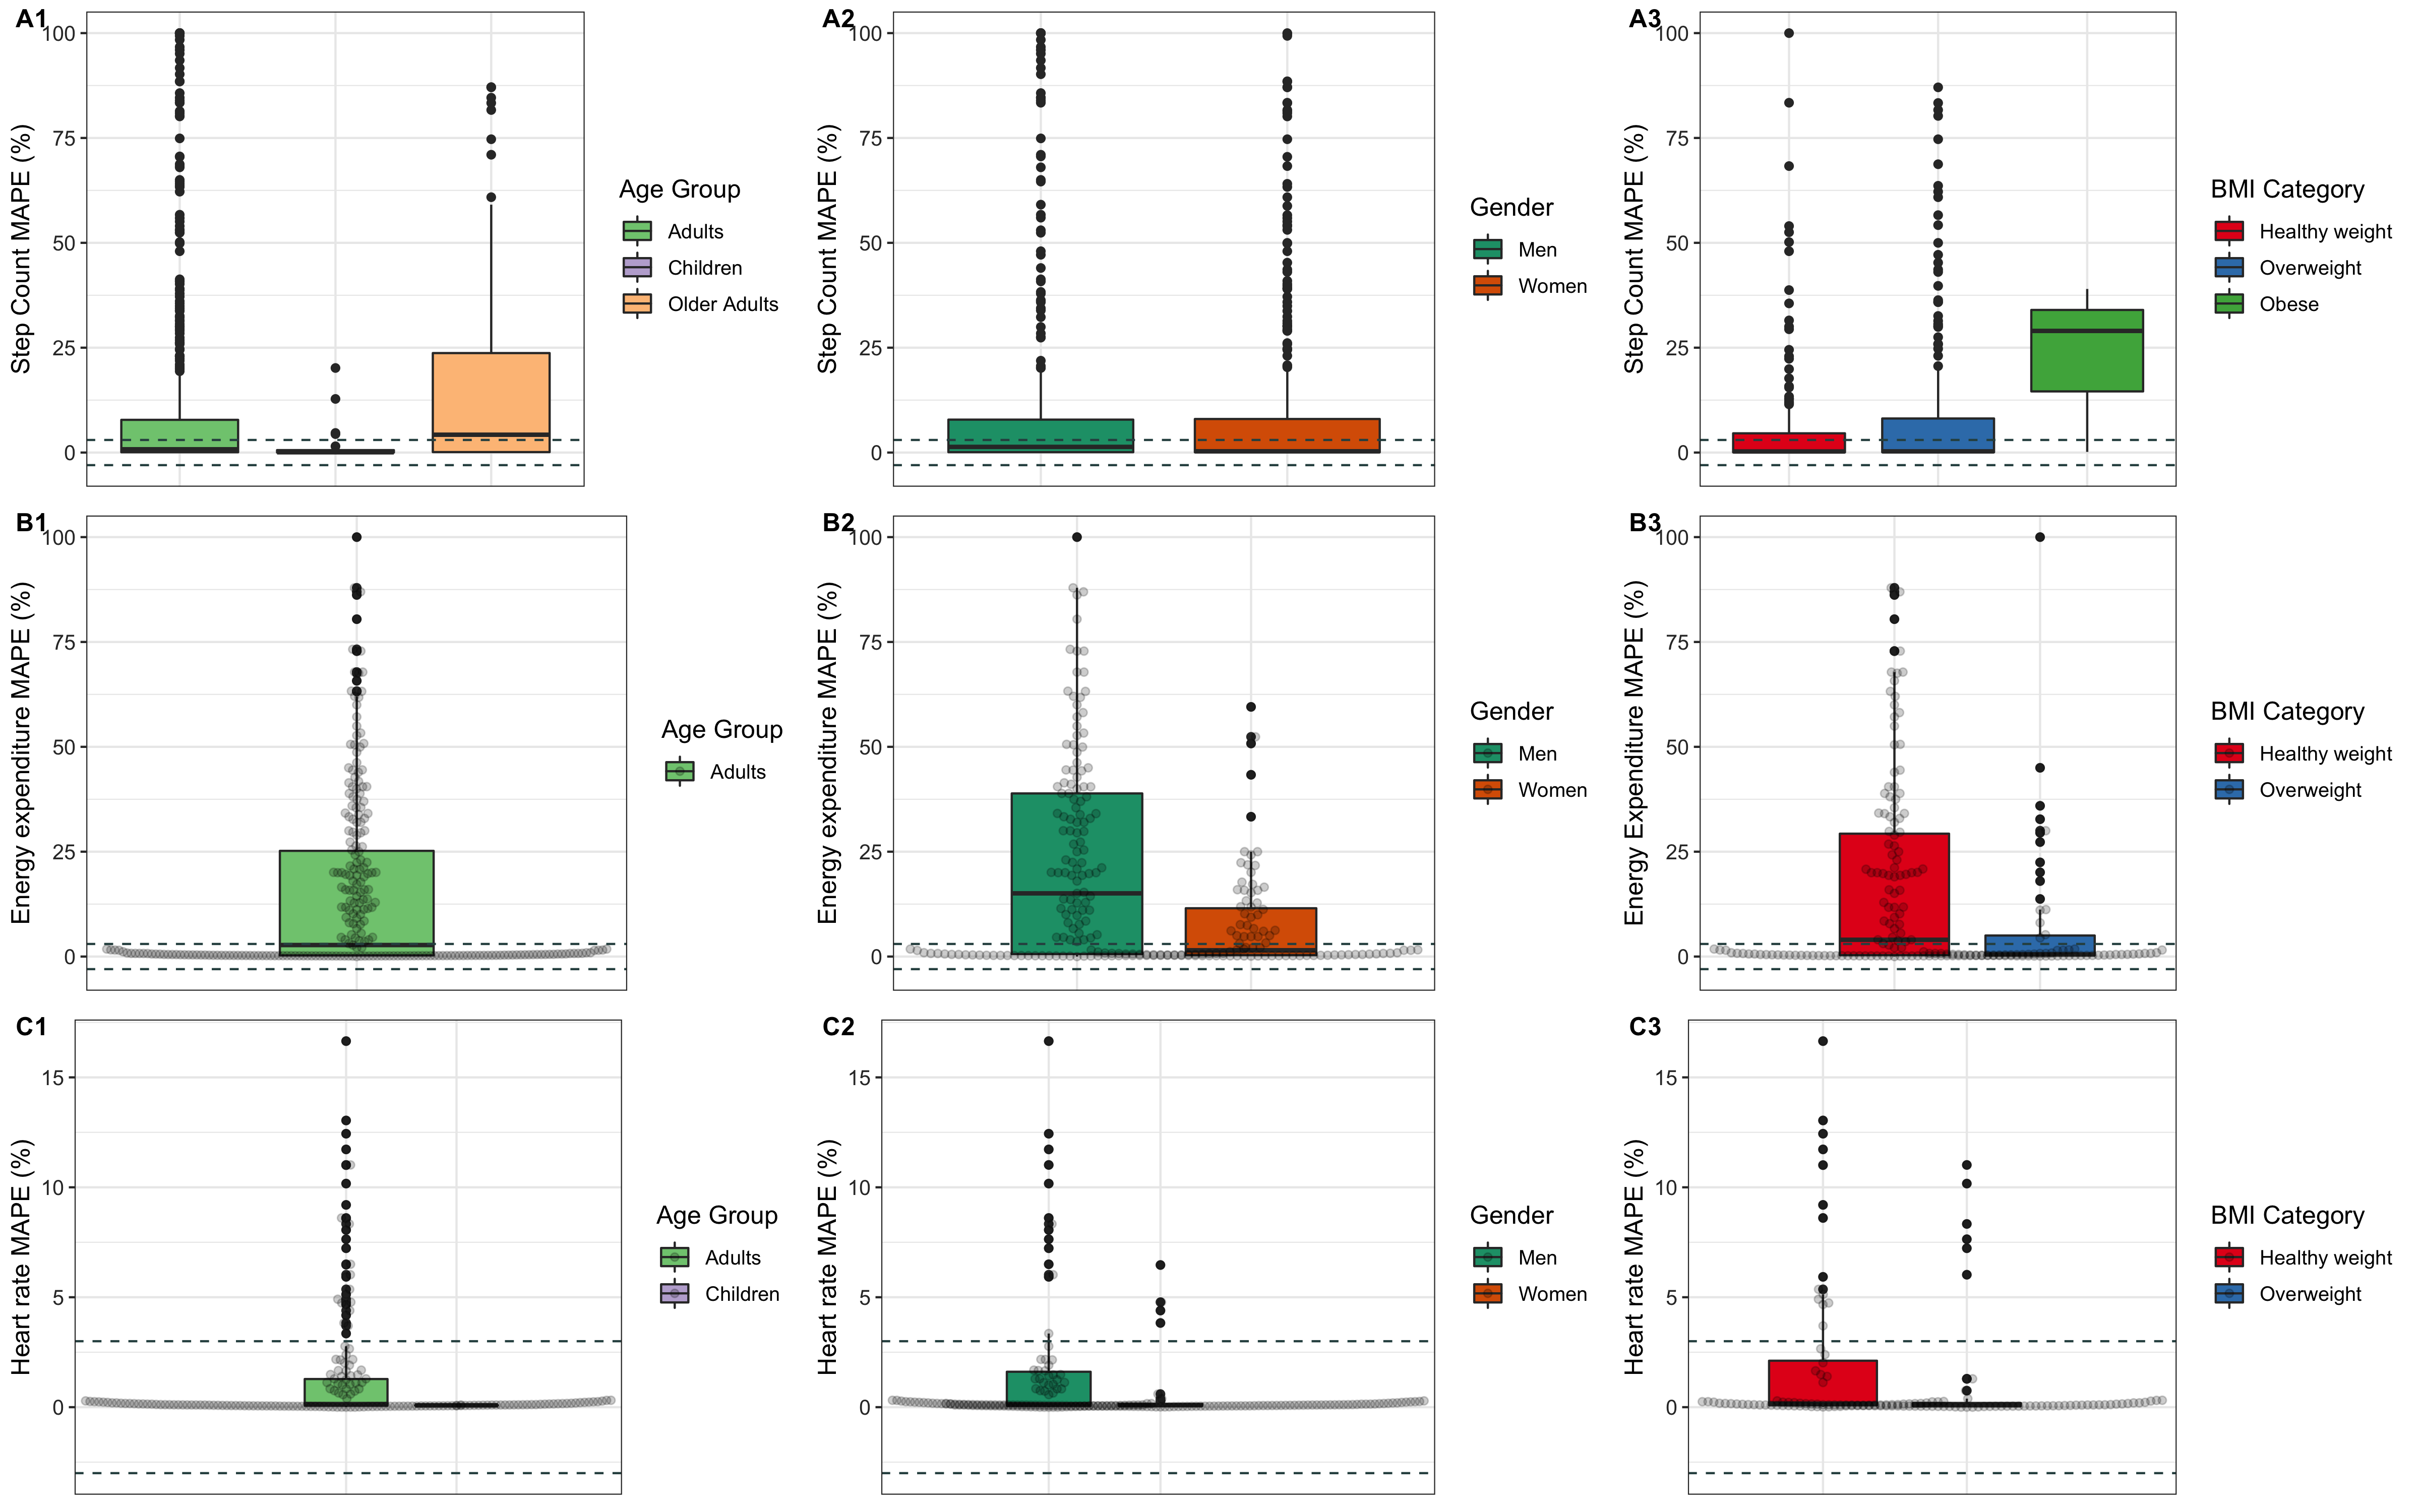 A1
Step Count MAPE (%)
100
75
50
25
0
Age Group
Adults
Children
Older Adults
A2
Step Count MAPE (%)
100
75
50
25
0
Gender
Men
Women
A3
Step Count MAPE (%)
100
75
50
25
0
BMI Category
Healthy weight
Overweight
Obese
B1
Energy expenditure MAPE (%)
100
75
50
25
0
Age Group
Adults
B2
Energy expenditure MAPE (%)
100
75
50
25
0
Gender
Men
Women
B3
Energy Expenditure MAPE (%)
100
75
50
25
0
BMI Category
Healthy weight
Overweight
C1
Heart rate MAPE (%)
15
10
5
0
Age Group
Adults
Children
C2
Heart rate MAPE (%)
15
10
5
0
Gender
Men
Women
C3
Heart rate MAPE (%)
15
10
5
0
BMI Category
Healthy weight
Overweight